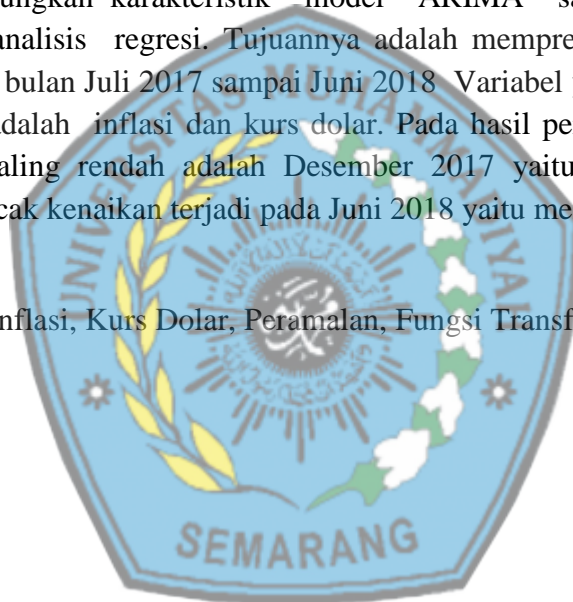 ungkan karakteristik model ARIMA sa
analisis regresi. Tujuannya adalah mempre
bulan Juli 2017 sampai Juni 2018 Variabel
adalah inflasi dan kurs dolar. Pada hasil pe
aling rendah adalah Desember 2017 yaitu
cak kenaikan terjadi pada Juni 2018 yaitu me
nflasi, Kurs Dolar, Peramalan, Fungsi Transf
UNIVERSITAS MUHAMMADIYAH
SEMARANG